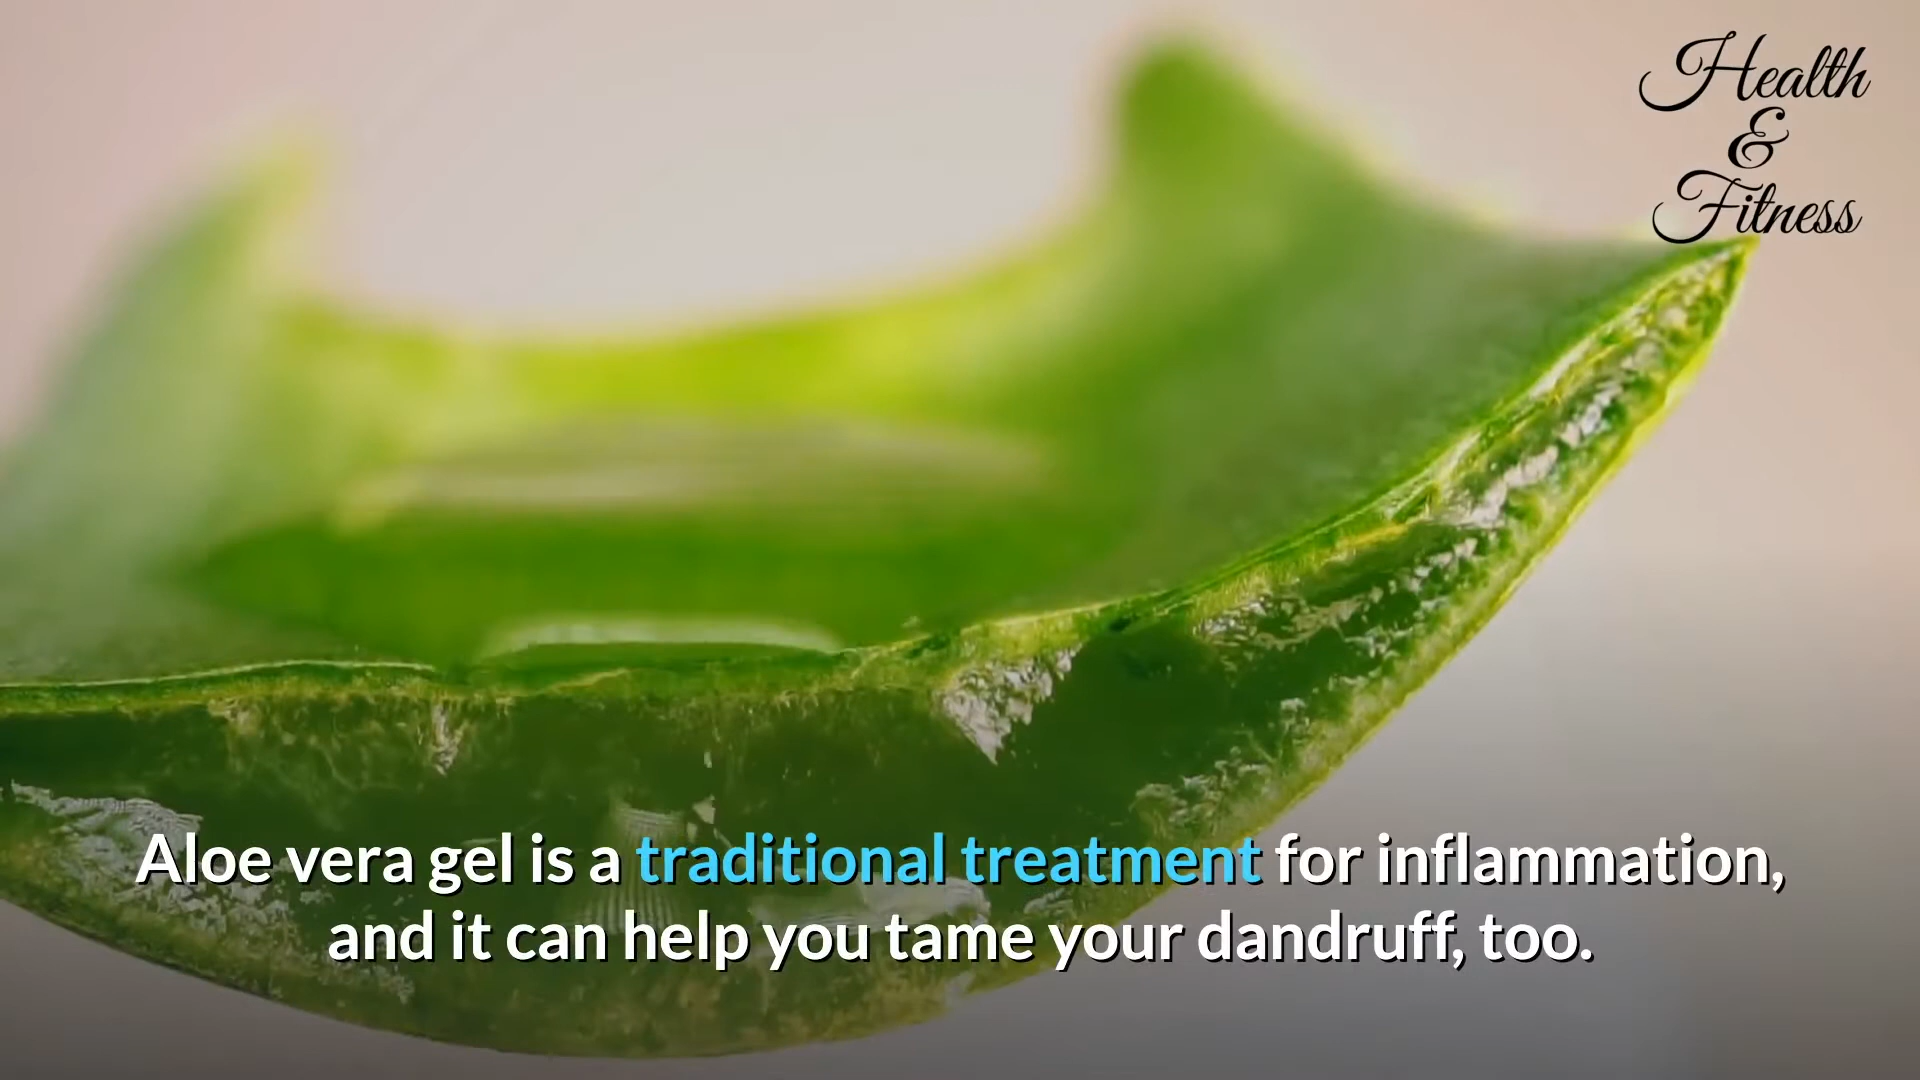 Health
&
Fitness
Aloe vera gel is a traditional treatment for inflammation,
and it can help you tame your dandruff, too.